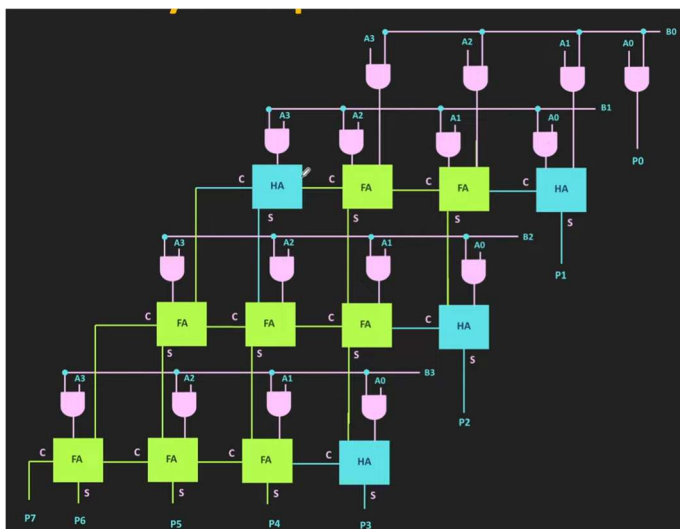 A3 A2 A1 A0 B0
A3 A2 A1 A0 B1
P0
C HA C FA C FA C HA
S S S S
P1
A3 A2 A1 A0 B2
C FA C FA C FA C HA
S S S S
A3 A2 A1 A0 B3
P2
C FA C FA C FA C HA
S S S S
P7 P6 P5 P4 P3